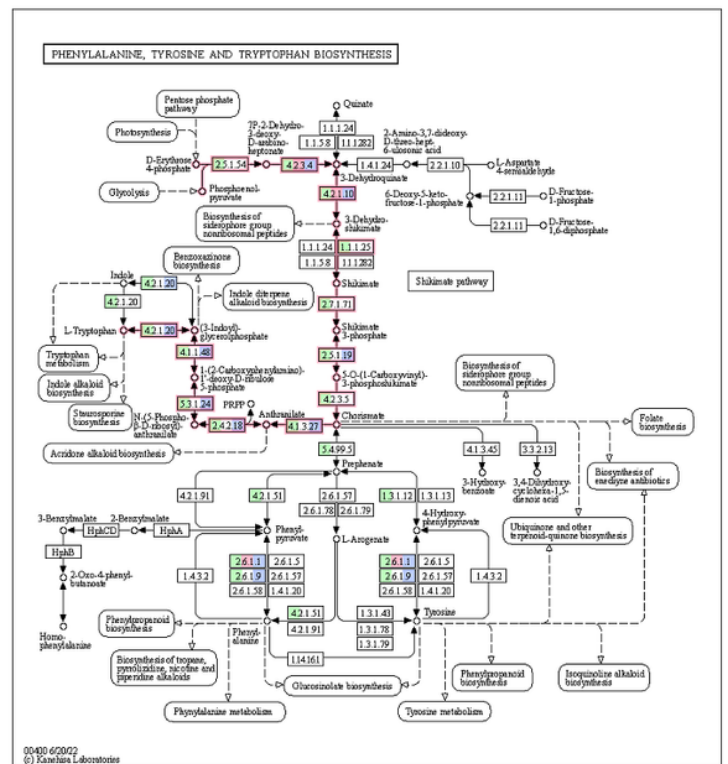 PHENYLALANINE, TYROSINE AND TRYPTOPHAN BIOSYNTHESIS
Pentose phosphate
pathway
Photosynthesis
Quinate
1.1.1.24
1.1.5.8
1.1.1.282
7P-2-Dehydro-
3-deoxy-
D-arabino-
heptonate
2-Amino-3,7-dideoxy-
D-threo-hept-
6-ulosonic acid
D-Erythrose
4-phosphate
2.5.1.54
4.2.3.4
1.4.1.24
2.2.1.10
L-Aspartate
4-semialdehyde
3-Dehydroquinate
Glycolysis
Phosphoenol-
pyruvate
4.2.1.10
6-Deoxy-5-keto-
fructose-1-phosphate
2.2.1.11
D-Fructose-
1-phosphate
Biosynthesis of
siderophore group
nonribosomal peptides
3-Dehydro-
shikimate
2.2.1.11
D-Fructose-
1,6-diphosphate
1.1.1.24
1.1.1.25
1.1.5.8
1.1.1.282
Benzoxazinone
biosynthesis
Shikimate
Shikimate pathway
Indole
4.2.1.20
4.2.1.20
Indole diterpene
alkaloid biosynthesis
2.7.1.71
L-Tryptophan
4.2.1.20
(3-Indolyl)-
glycerolphosphate
Shikimate
3-phosphate
Tryptophan
metabolism
4.1.1.48
2.5.1.19
Indole alkaloid
biosynthesis
1-(2-Carboxyphenylamino)-
1'-deoxy-D-ribulose
5-phosphate
5-O-(1-Carboxyvinyl)-
3-phosphoshikimate
Biosynthesis of
siderophore group
nonribosomal peptides
Staurosporine
biosynthesis
5.3.1.24
PRPP
4.2.3.5
N-(5-Phospho-
β-D-ribosyl)-
anthranilate
2.4.2.18
Anthranilate
4.1.3.27
Chorismate
Folate
biosynthesis
Acridone alkaloid biosynthesis
5.4.99.5
4.1.3.45
3.3.2.13
Prephenate
3-Hydroxy-
benzoate
3,4-Dihydroxy-
cyclohexa-1,5-
dienoic acid
Biosynthesis of
enediyne antibiotics
4.2.1.91
4.2.1.51
2.6.1.57
2.6.1.78
2.6.1.79
1.3.1.12
1.3.1.13
3-Benzylmalate
2-Benzylmalate
HphCD
HphA
Phenyl-
pyruvate
L-Arogenate
4-Hydroxy-
phenylpyruvate
Ubiquinone and other
terpenoid-quinone biosynthesis
HphB
2-Oxo-4-phenyl-
butanoate
1.4.3.2
2.6.1.1
2.6.1.5
2.6.1.9
2.6.1.57
2.6.1.58
1.4.1.20
2.6.1.1
2.6.1.5
2.6.1.9
2.6.1.57
2.6.1.58
1.4.1.20
1.4.3.2
Homo-
phenylalanine
Phenylpropanoid
biosynthesis
Phenyl-
alanine
4.2.1.51
4.2.1.91
1.3.1.43
1.3.1.78
1.3.1.79
Tyrosine
1.14.16.1
Biosynthesis of tropane,
pyrrolizidine, nicotine and
piperidine alkaloids
Glucosinolate biosynthesis
Phenylpropanoid
biosynthesis
Isoquinoline alkaloid
biosynthesis
Phynylalanine metabolism
Tyrosine metabolism
00400 6/20/22
(c) Kanehisa Laboratories